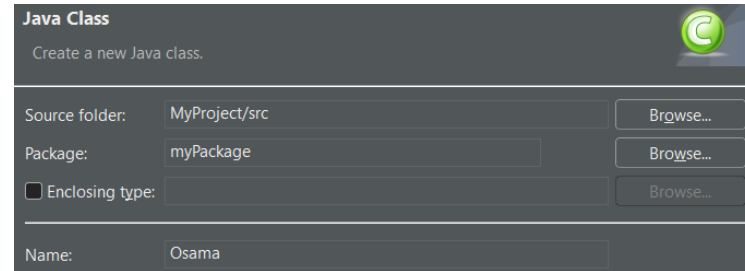 Java Class
Create a new Java class.
Source folder: MyProject/src Browse...
Package: myPackage Browse...
Enclosing type: Browse...
Name: Osama